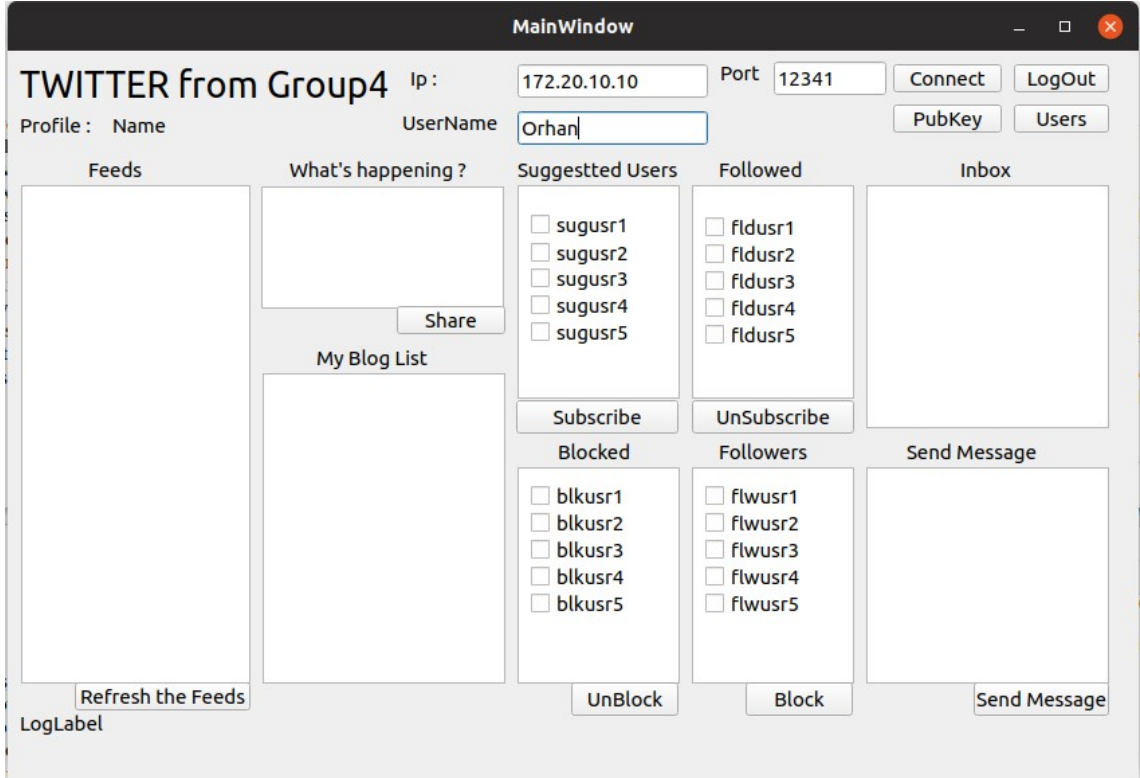 MainWindow
TWITTER from Group4
Ip :
172.20.10.10
Port
12341
Connect
LogOut
Profile :
Name
UserName
Orhan
PubKey
Users
Feeds
What's happening ?
Suggestted Users
Followed
Inbox
sugusr1
sugusr2
sugusr3
sugusr4
sugusr5
fldusr1
fldusr2
fldusr3
fldusr4
fldusr5
Share
My Blog List
Subscribe
UnSubscribe
Blocked
Followers
Send Message
blkusr1
blkusr2
blkusr3
blkusr4
blkusr5
flwusr1
flwusr2
flwusr3
flwusr4
flwusr5
Refresh the Feeds
UnBlock
Block
Send Message
LogLabel